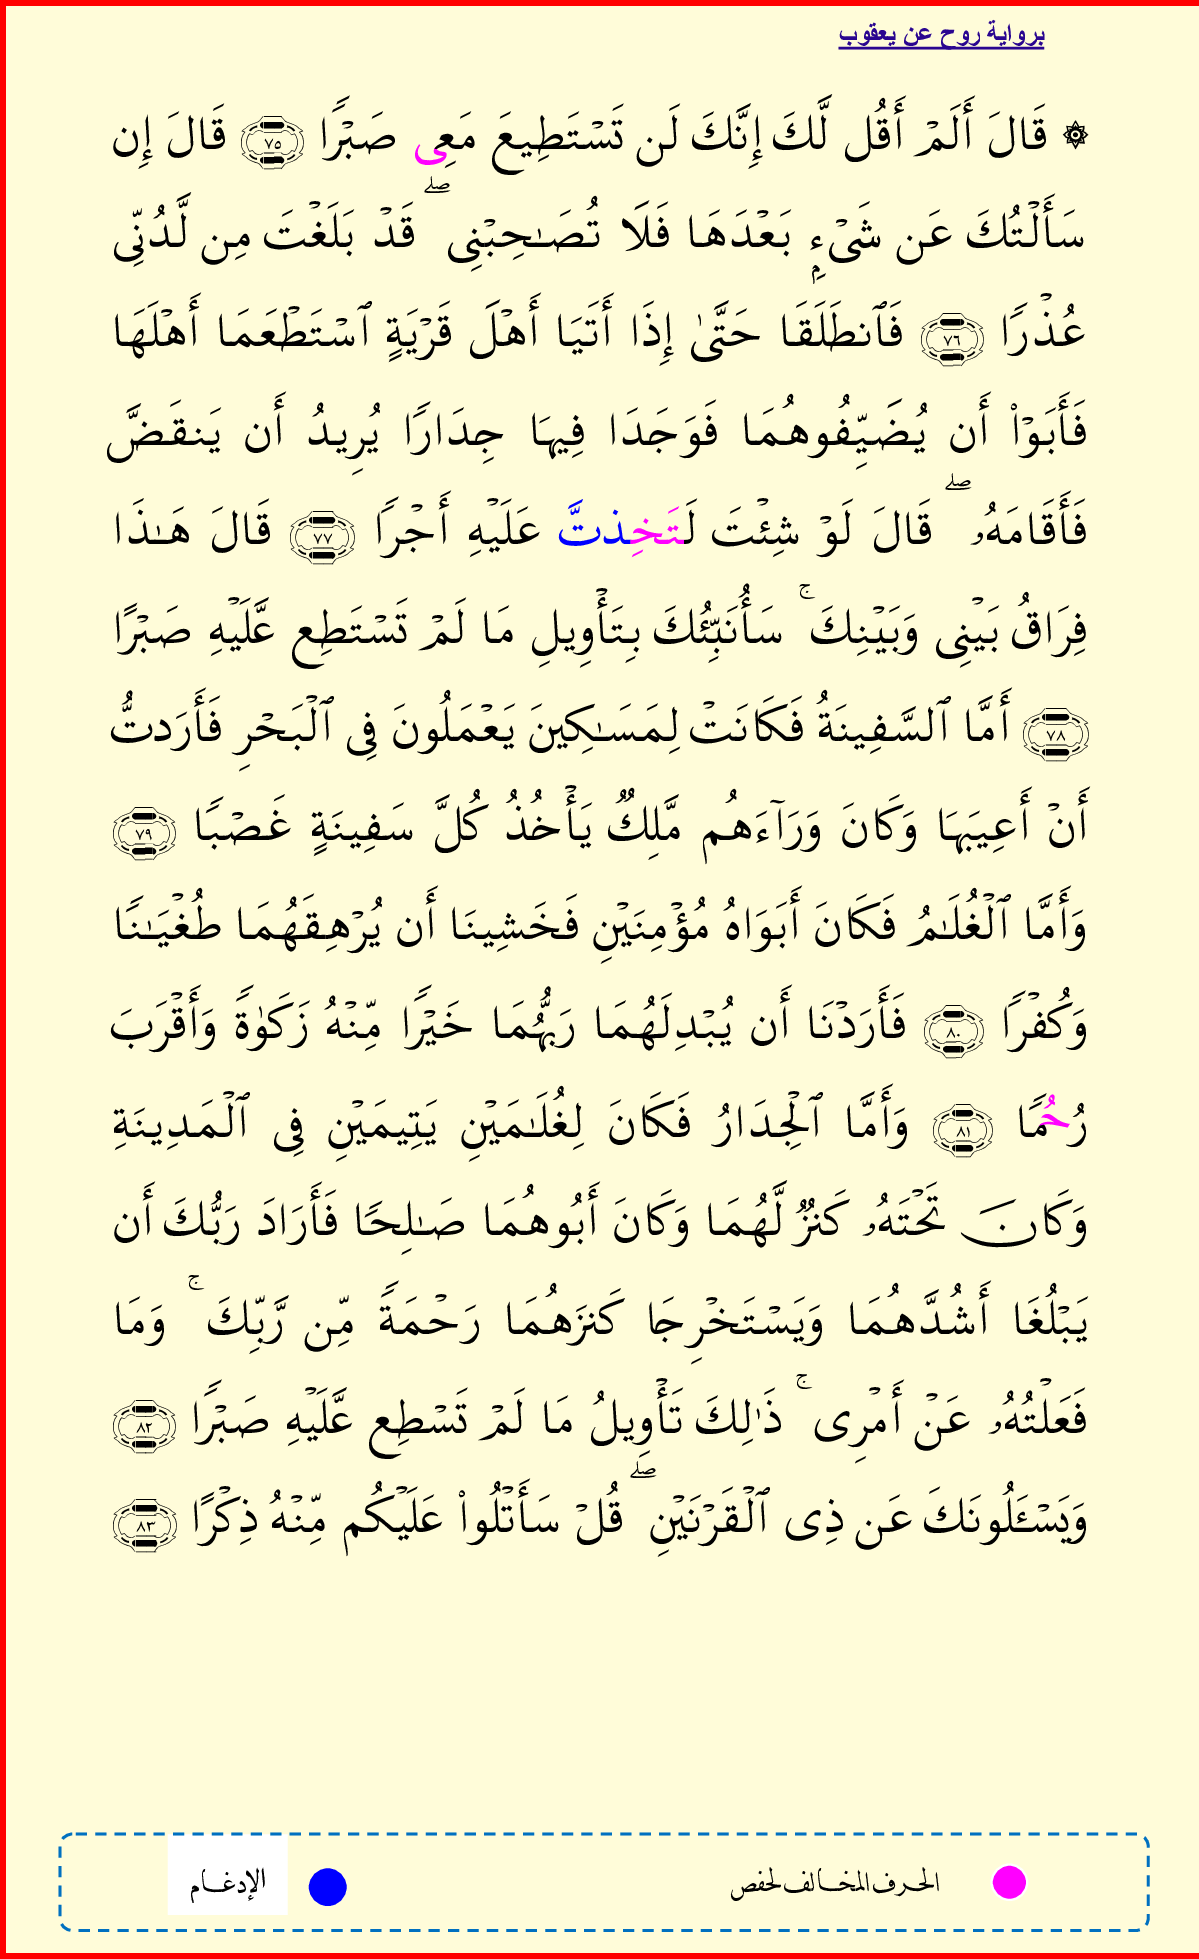 برواية روح عن يعقوب
۞ قَالَ أَلَمْ أَقُل لَّكَ إِنَّكَ لَن تَسْتَطِيعَ مَعِى صَبْرًا ٧٥ قَالَ إِن
سَأَلْتُكَ عَن شَىْءٍۭ بَعْدَهَا فَلَا تُصَٰحِبْنِى ۖ قَدْ بَلَغْتَ مِن لَّدُنِّى
عُذْرًا ٧٦ فَٱنطَلَقَا حَتَّىٰ إِذَا أَتَيَا أَهْلَ قَرْيَةٍ ٱسْتَطْعَمَا أَهْلَهَا
فَأَبَوْا۟ أَن يُضَيِّفُوهُمَا فَوَجَدَا فِيهَا جِدَارًا يُرِيدُ أَن يَنقَضَّ
فَأَقَامَهُۥ ۖ قَالَ لَوْ شِئْتَ لَتَخِذتَّ عَلَيْهِ أَجْرًا ٧٧ قَالَ هَٰذَا
فِرَاقُ بَيْنِى وَبَيْنِكَ ۚ سَأُنَبِّئُكَ بِتَأْوِيلِ مَا لَمْ تَسْتَطِع عَّلَيْهِ صَبْرًا
٧٨ أَمَّا ٱلسَّفِينَةُ فَكَانَتْ لِمَسَٰكِينَ يَعْمَلُونَ فِى ٱلْبَحْرِ فَأَرَدتُّ
أَنْ أَعِيبَهَا وَكَانَ وَرَآءَهُم مَّلِكٌ يَأْخُذُ كُلَّ سَفِينَةٍ غَصْبًا ٧٩
وَأَمَّا ٱلْغُلَٰمُ فَكَانَ أَبَوَاهُ مُؤْمِنَيْنِ فَخَشِينَا أَن يُرْهِقَهُمَا طُغْيَٰنًا
وَكُفْرًا ٨٠ فَأَرَدْنَا أَن يُبْدِلَهُمَا رَبُّهُمَا خَيْرًا مِّنْهُ زَكَوٰةً وَأَقْرَبَ
رُحُمًا ٨١ وَأَمَّا ٱلْجِدَارُ فَكَانَ لِغُلَٰمَيْنِ يَتِيمَيْنِ فِى ٱلْمَدِينَةِ
وَكَانَ تَحْتَهُۥ كَنزٌ لَّهُمَا وَكَانَ أَبُوهُمَا صَٰلِحًا فَأَرَادَ رَبُّكَ أَن
يَبْلُغَا أَشُدَّهُمَا وَيَسْتَخْرِجَا كَنزَهُمَا رَحْمَةً مِّن رَّبِّكَ ۚ وَمَا
فَعَلْتُهُۥ عَنْ أَمْرِى ۚ ذَٰلِكَ تَأْوِيلُ مَا لَمْ تَسْطِع عَّلَيْهِ صَبْرًا ٨٢
وَيَسْـَٔلُونَكَ عَن ذِى ٱلْقَرْنَيْنِ ۖ قُلْ سَأَتْلُوا۟ عَلَيْكُم مِّنْهُ ذِكْرًا ٨٣
الحرف المخالف لحفص الإدغام